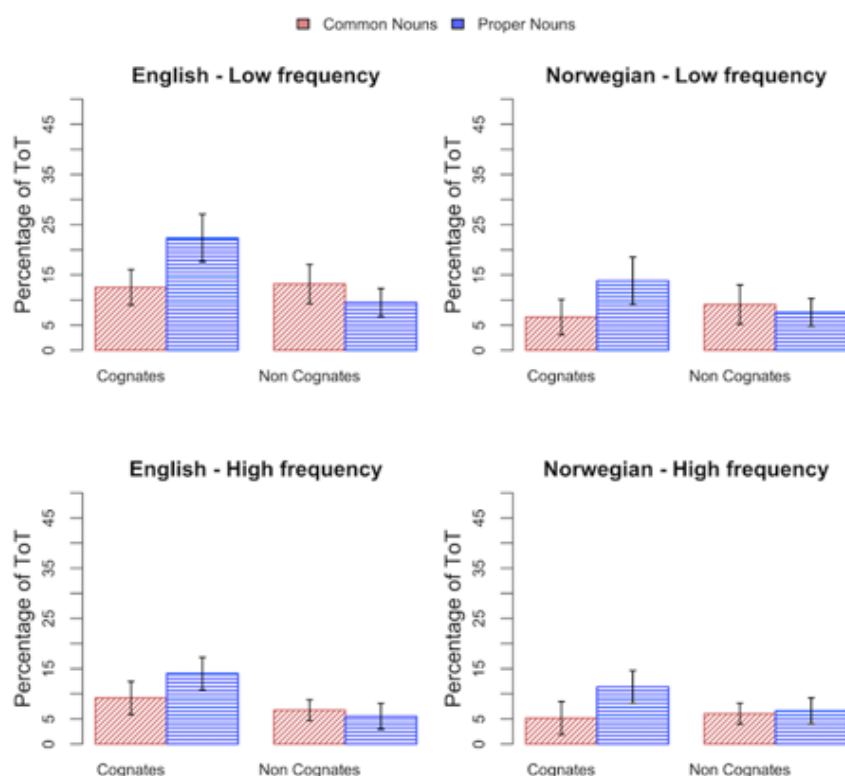 Common Nouns Proper Nouns
English - Low frequency
Percentage of ToT
45
35
25
15
5
0
Cognates Non Cognates
Norwegian - Low frequency
Percentage of ToT
45
35
25
15
5
0
Cognates Non Cognates
English - High frequency
Percentage of ToT
45
35
25
15
5
0
Cognates Non Cognates
Norwegian - High frequency
Percentage of ToT
45
35
25
15
5
0
Cognates Non Cognates